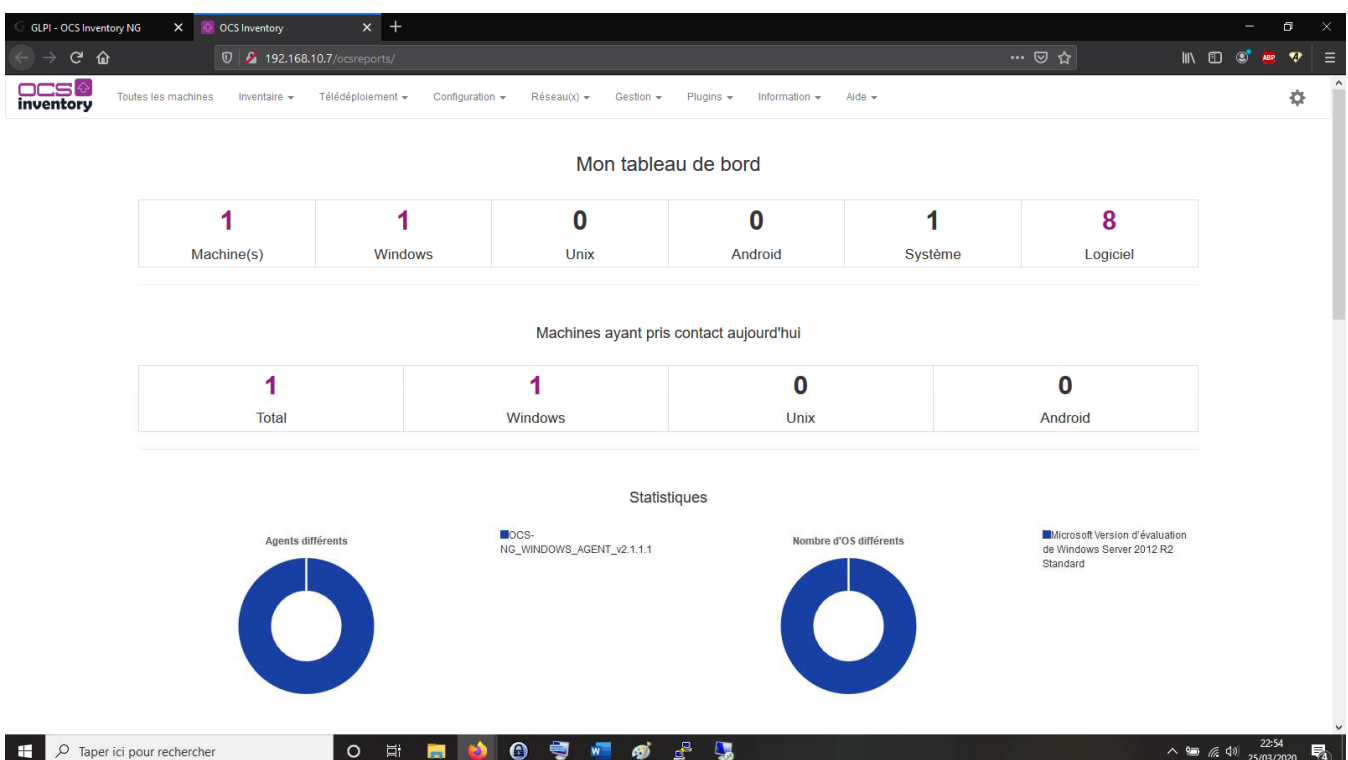 GLPI - OCS Inventory NG
OCS Inventory
192.168.10.7/ocsreports/
ABP
OCS inventory
Toutes les machines Inventaire Télédéploiement Configuration Réseau(x) Gestion Plugins Information Aide
Mon tableau de bord
1 1 0 0 1 8
Machine(s) Windows Unix Android Système Logiciel
Machines ayant pris contact aujourd'hui
1 1 0 0
Total Windows Unix Android
Statistiques
Agents différents
OCS-
NG_WINDOWS_AGENT_v2.1.1.1
Nombre d'OS différents
Microsoft Version d'évaluation
de Windows Server 2012 R2
Standard
Taper ici pour rechercher
22:54
25/03/2020
4